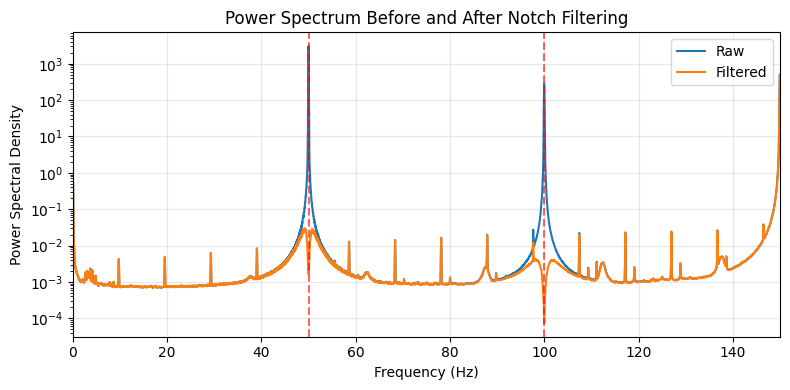 Power Spectrum Before and After Notch Filtering
Raw
Filtered
Power Spectral Density
10³
10²
10¹
10⁰
10⁻¹
10⁻²
10⁻³
10⁻⁴
0 20 40 60 80 100 120 140
Frequency (Hz)